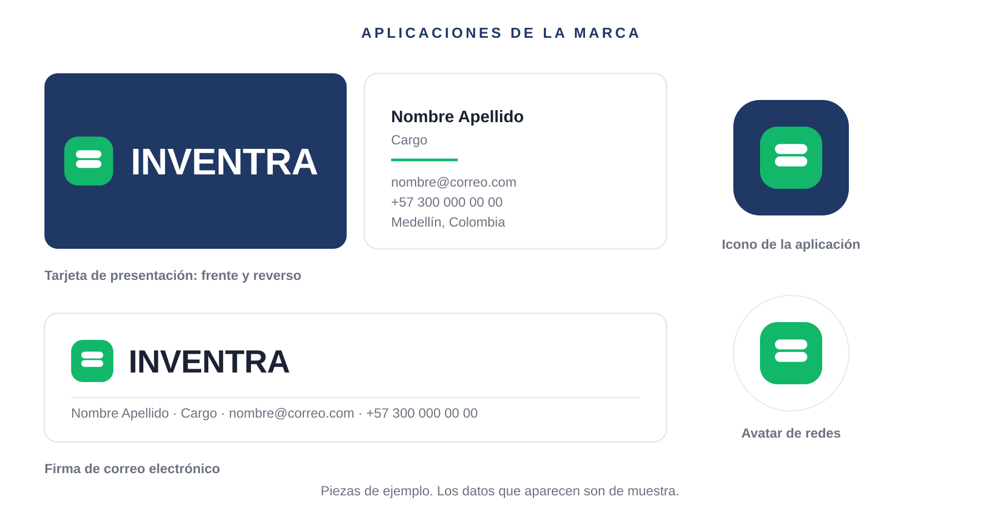 APLICACIONES DE LA MARCA
INVENTRA
Nombre Apellido
Cargo
nombre@correo.com
+57 300 000 00 00
Medellín, Colombia
Icono de la aplicación
Tarjeta de presentación: frente y reverso
INVENTRA
Nombre Apellido · Cargo · nombre@correo.com · +57 300 000 00 00
Avatar de redes
Firma de correo electrónico
Piezas de ejemplo. Los datos que aparecen son de muestra.